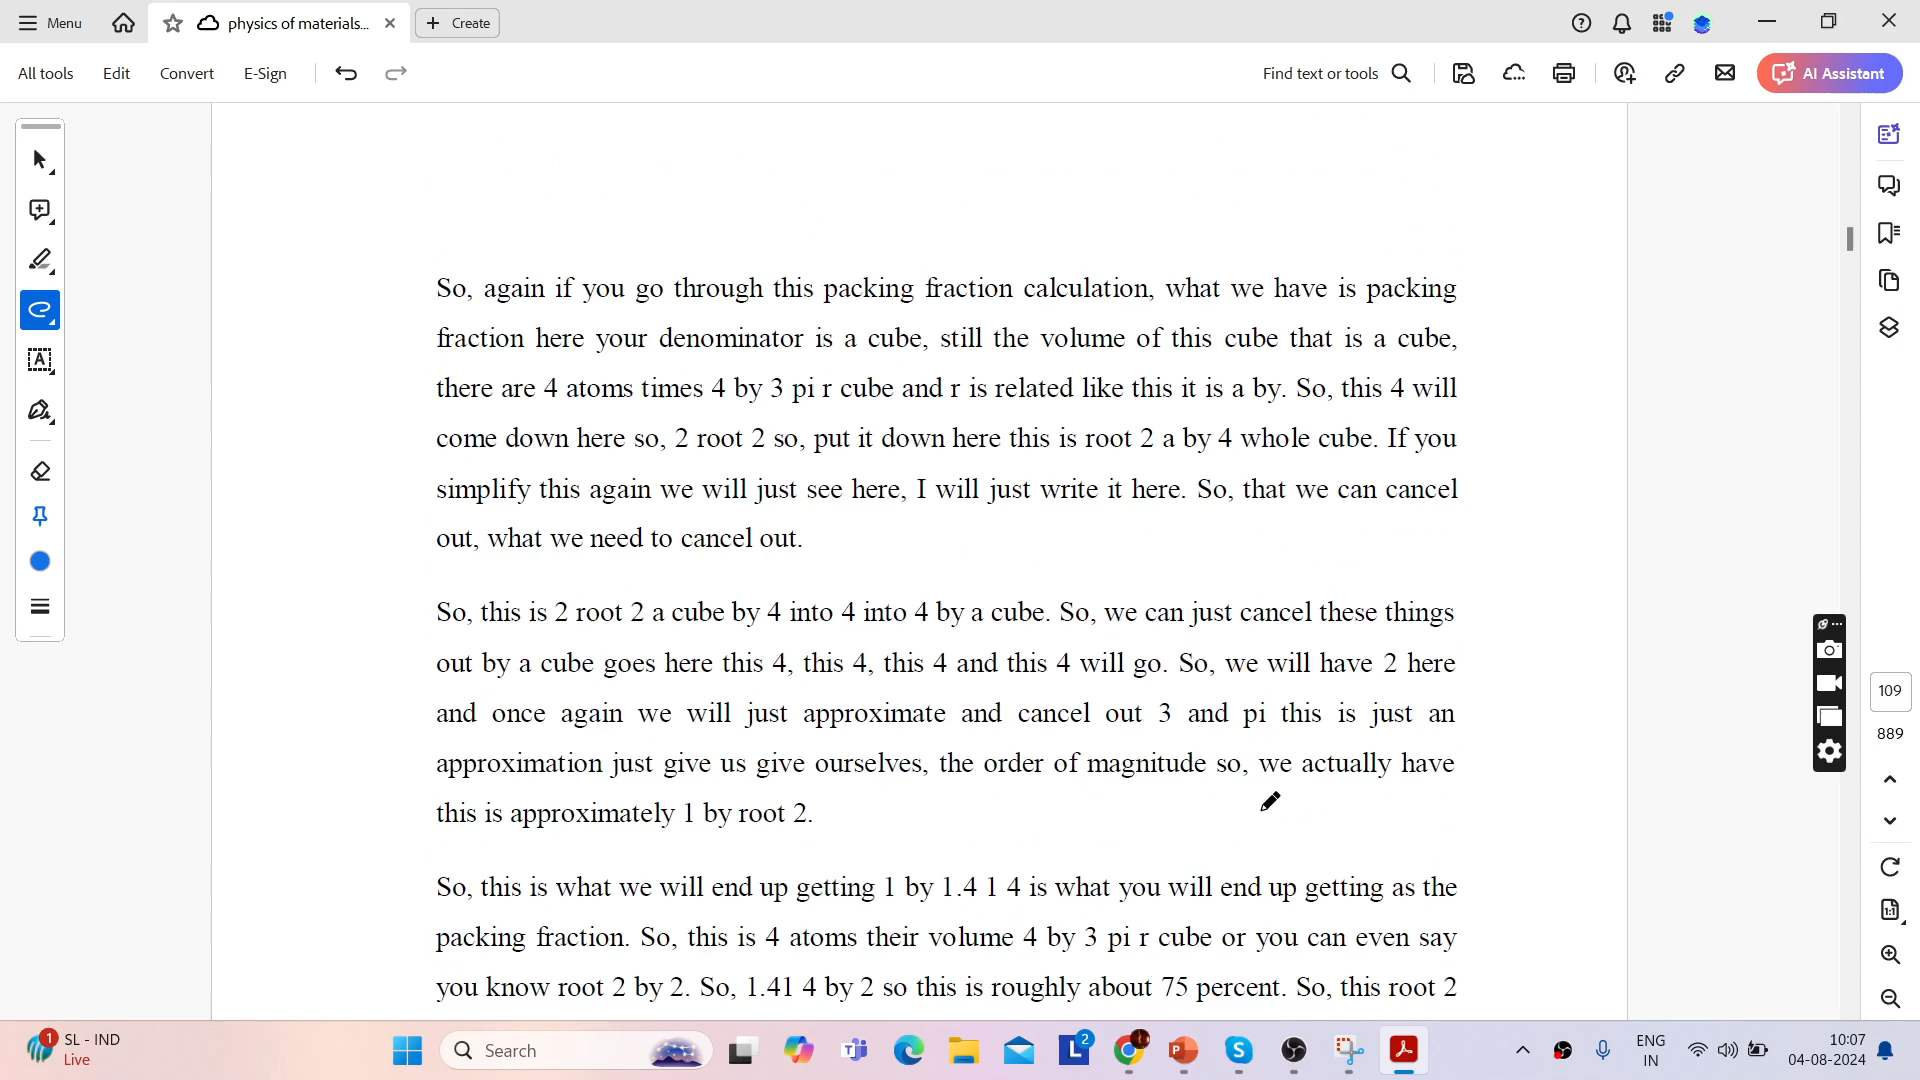 Menu
physics of materials...
Create
All tools
Edit
Convert
E-Sign
Find text or tools
AI Assistant
So, again if you go through this packing fraction calculation, what we have is packing
fraction here your denominator is a cube, still the volume of this cube that is a cube,
there are 4 atoms times 4 by 3 pi r cube and r is related like this it is a by. So, this 4 will
come down here so, 2 root 2 so, put it down here this is root 2 a by 4 whole cube. If you
simplify this again we will just see here, I will just write it here. So, that we can cancel
out, what we need to cancel out.
So, this is 2 root 2 a cube by 4 into 4 into 4 by a cube. So, we can just cancel these things
out by a cube goes here this 4, this 4, this 4 and this 4 will go. So, we will have 2 here
and once again we will just approximate and cancel out 3 and pi this is just an
approximation just give us give ourselves, the order of magnitude so, we actually have
this is approximately 1 by root 2.
So, this is what we will end up getting 1 by 1.4 1 4 is what you will end up getting as the
packing fraction. So, this is 4 atoms their volume 4 by 3 pi r cube or you can even say
you know root 2 by 2. So, 1.41 4 by 2 so this is roughly about 75 percent. So, this root 2
109
889
1
SL - IND
Live
Search
2
ENG
IN
10:07
04-08-2024